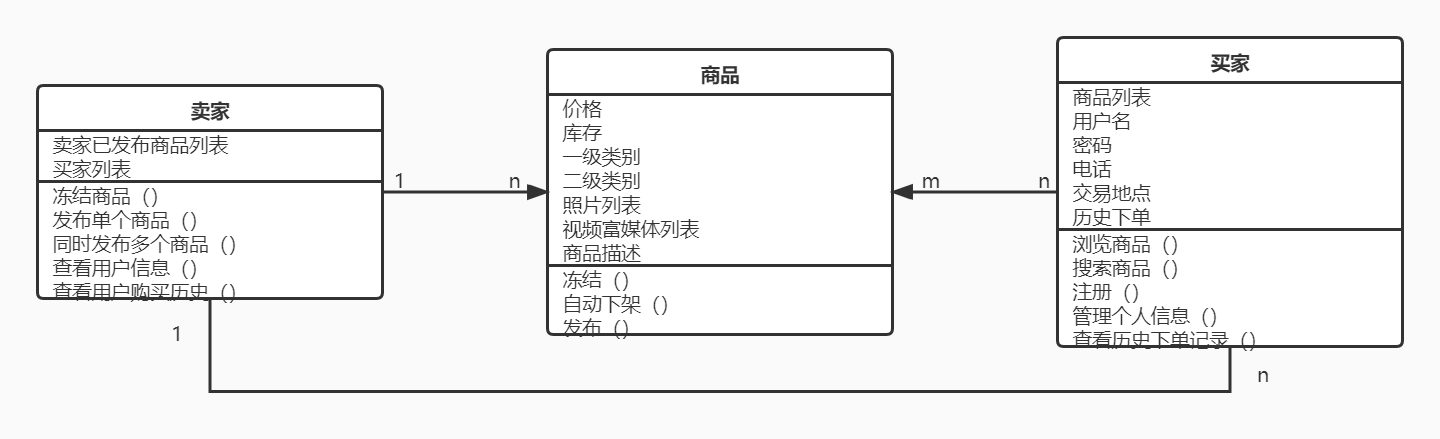 卖家
卖家已发布商品列表
买家列表
冻结商品（）
发布单个商品（）
同时发布多个商品（）
查看用户信息（）
查看用户购买历史（）
1
n
商品
价格
库存
一级类别
二级类别
照片列表
视频富媒体列表
商品描述
冻结（）
自动下架（）
发布（）
m
n
买家
商品列表
用户名
密码
电话
交易地点
历史下单
浏览商品（）
搜索商品（）
注册（）
管理个人信息（）
查看历史下单记录（）
1
n